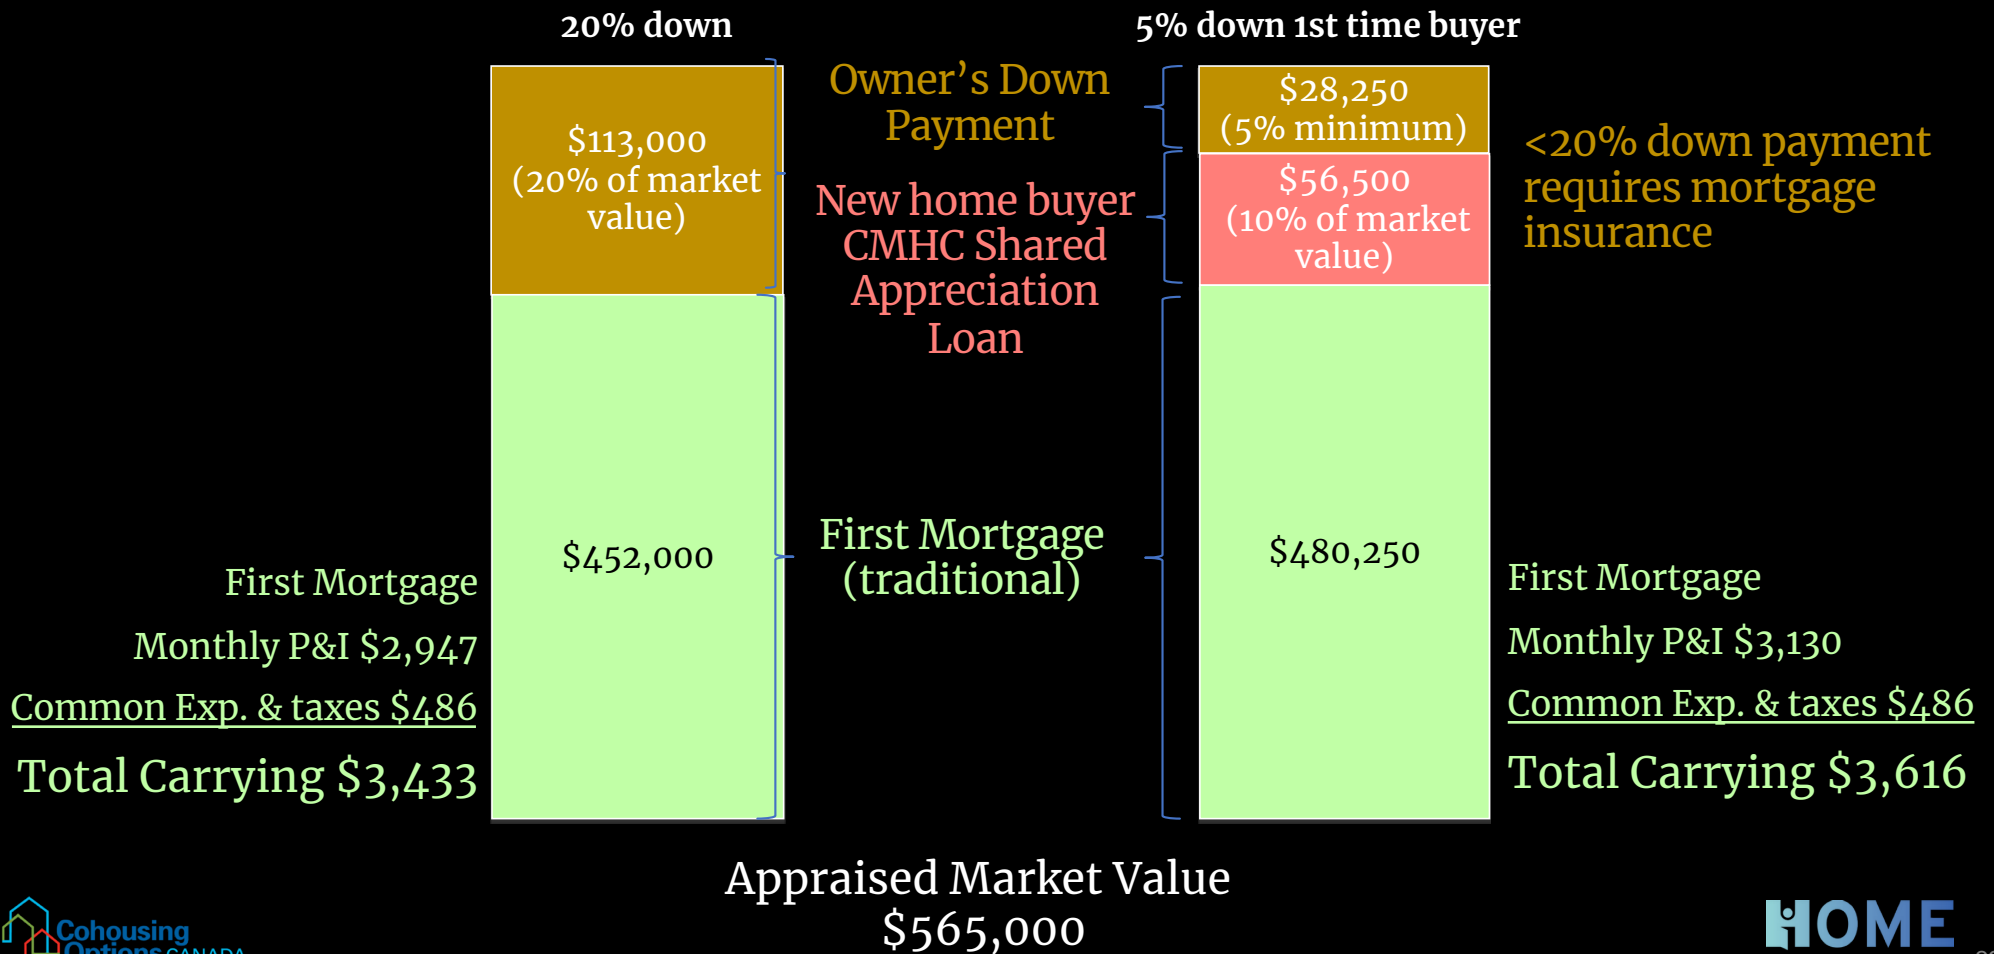 20% down
5% down 1st time buyer
$113,000
(20% of market
value)
Owner's Down
Payment
$28,250
(5% minimum)
<20% down payment
requires mortgage
insurance
New home buyer
CMHC Shared
Appreciation
Loan
$56,500
(10% of market
value)
First Mortgage
Monthly P&I $2,947
Common Exp. & taxes $486
Total Carrying $3,433
$452,000
First Mortgage
(traditional)
$480,250
First Mortgage
Monthly P&I $3,130
Common Exp. & taxes $486
Total Carrying $3,616
Appraised Market Value
$565,000
Cohousing
Options CANADA
HOME